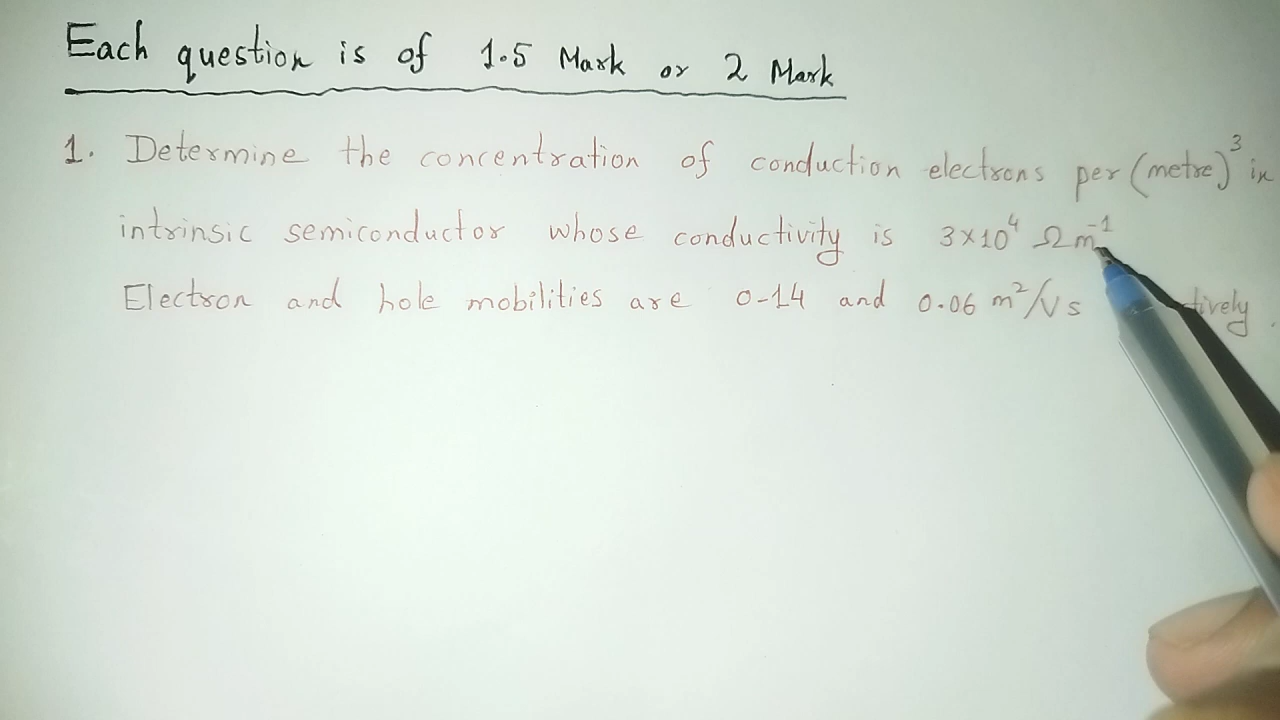 Each question is of 1.5 Mark or 2 Mark
1. Determine the concentration of conduction electrons per (metre)³ in
intrinsic semiconductor whose conductivity is 3×10⁴ Ωm⁻¹
Electron and hole mobilities are 0-14 and 0.06 m²/Vs